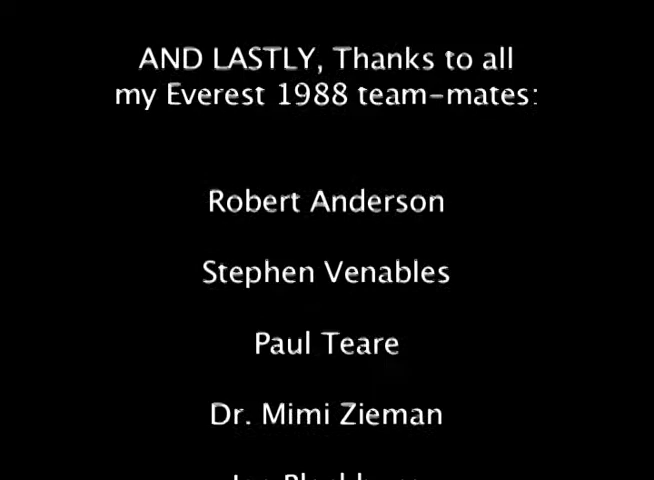 AND LASTLY, Thanks to all
my Everest 1988 team-mates:
Robert Anderson
Stephen Venables
Paul Teare
Dr. Mimi Zieman